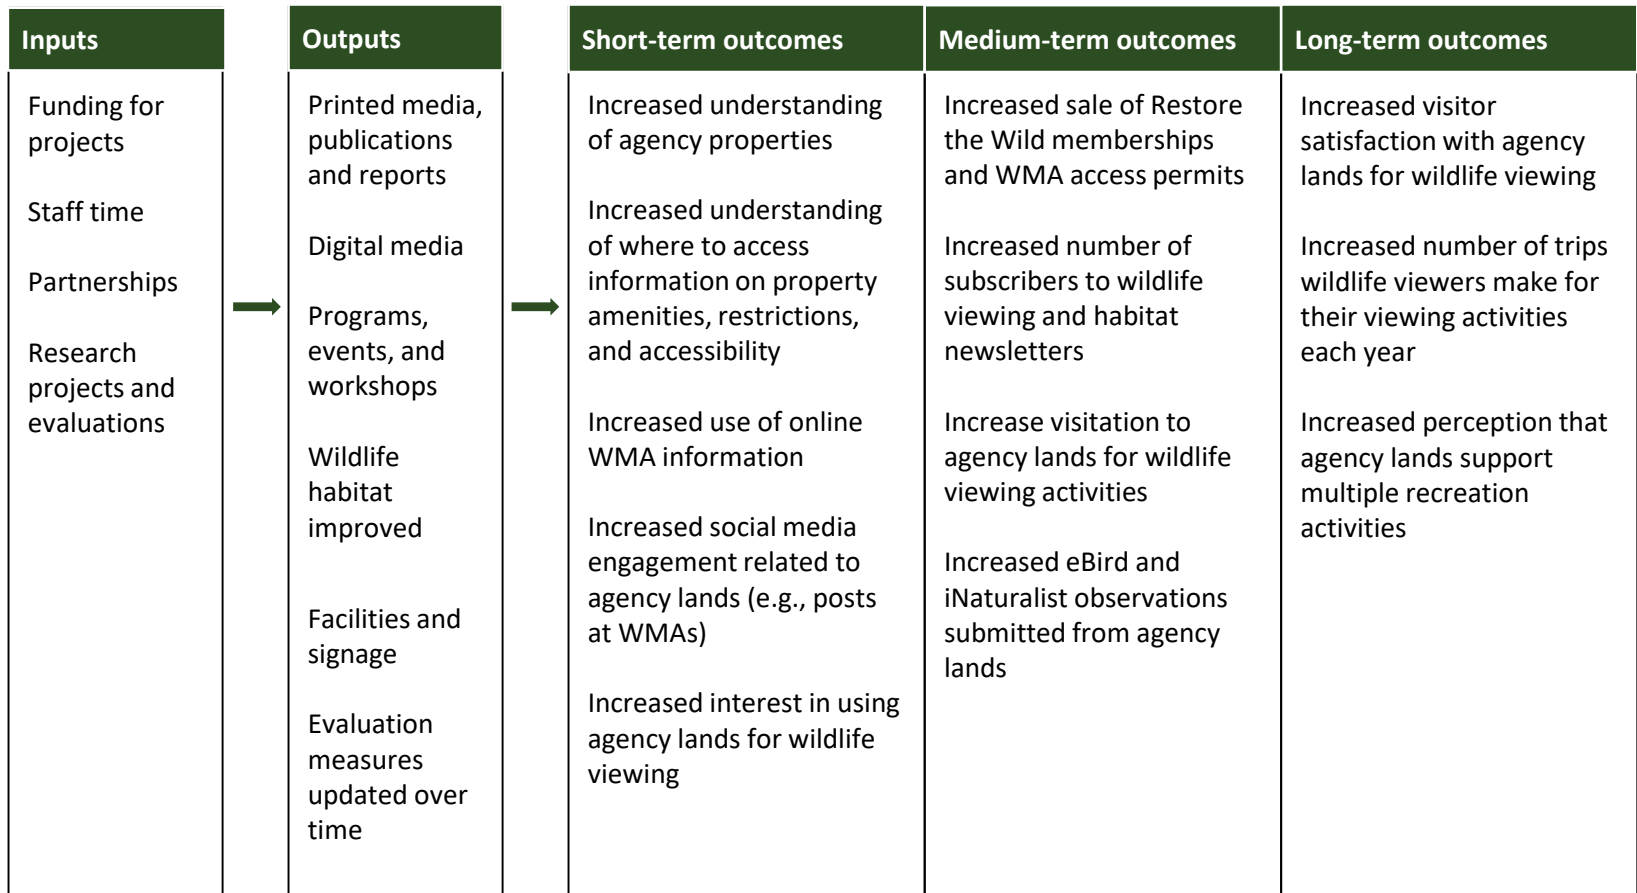 Inputs
Funding for
projects
Staff time
Partnerships
Research
projects and
evaluations
Outputs
Printed media,
publications
and reports
Digital media
Programs,
events, and
workshops
Wildlife
habitat
improved
Facilities and
signage
Evaluation
measures
updated over
time
Short-term outcomes
Increased understanding
of agency properties
Increased understanding
of where to access
information on property
amenities, restrictions,
and accessibility
Increased use of online
WMA information
Increased social media
engagement related to
agency lands (e.g., posts
at WMAs)
Increased interest in using
agency lands for wildlife
viewing
Medium-term outcomes
Increased sale of Restore
the Wild memberships
and WMA access permits
Increased number of
subscribers to wildlife
viewing and habitat
newsletters
Increase visitation to
agency lands for wildlife
viewing activities
Increased eBird and
iNaturalist observations
submitted from agency
lands
Long-term outcomes
Increased visitor
satisfaction with agency
lands for wildlife viewing
Increased number of trips
wildlife viewers make for
their viewing activities
each year
Increased perception that
agency lands support
multiple recreation
activities